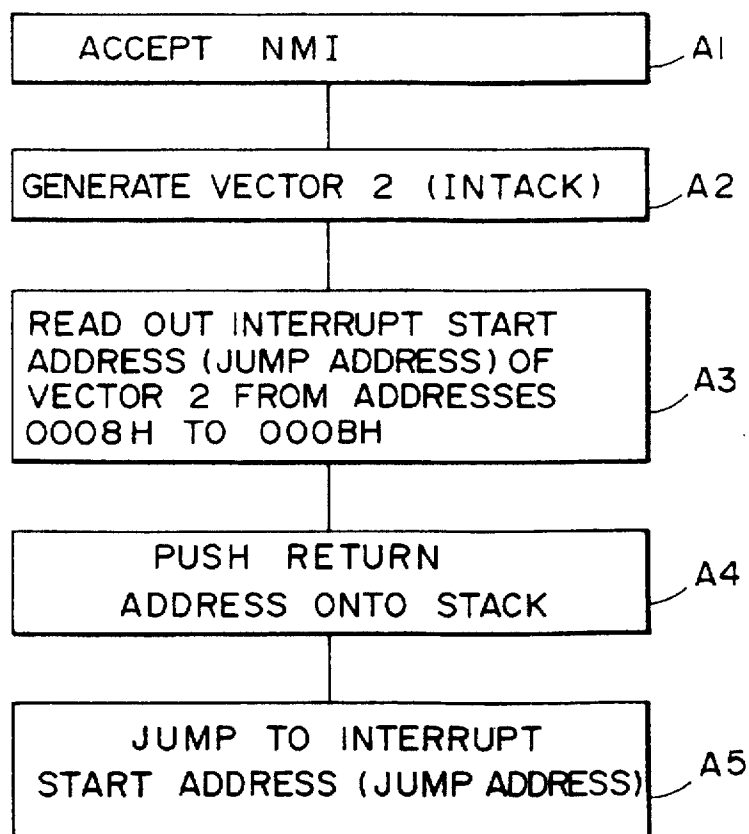 ACCEPT NMI
A1
GENERATE VECTOR 2 (INTACK)
A2
READ OUT INTERRUPT START
ADDRESS (JUMP ADDRESS) OF
VECTOR 2 FROM ADDRESSES
0008H TO 000BH
A3
PUSH RETURN
ADDRESS ONTO STACK
A4
JUMP TO INTERRUPT
START ADDRESS (JUMP ADDRESS)
A5